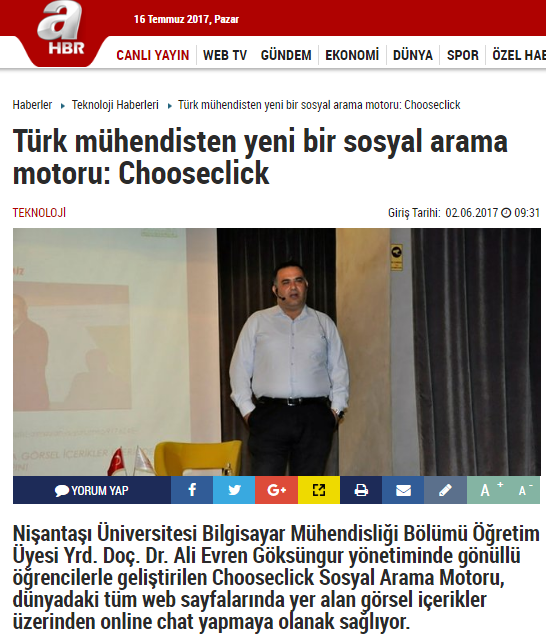 a
HBR
16 Temmuz 2017, Pazar
CANLI YAYIN WEB TV GÜNDEM EKONOMİ DÜNYA SPOR ÖZEL HAB
Haberler Teknoloji Haberleri Türk mühendisten yeni bir sosyal arama motoru: Chooseclick
Türk mühendisten yeni bir sosyal arama
motoru: Chooseclick
TEKNOLOJİ Giriş Tarihi: 02.06.2017 09:31
GÖRSEL İÇERİKLER
YORUM YAP f G+ A+ A-
Nişantaşı Üniversitesi Bilgisayar Mühendisliği Bölümü Öğretim
Üyesi Yrd. Doç. Dr. Ali Evren Göksüngur yönetiminde gönüllü
öğrencilerle geliştirilen Chooseclick Sosyal Arama Motoru,
dünyadaki tüm web sayfalarında yer alan görsel içerikler
üzerinden online chat yapmaya olanak sağlıyor.